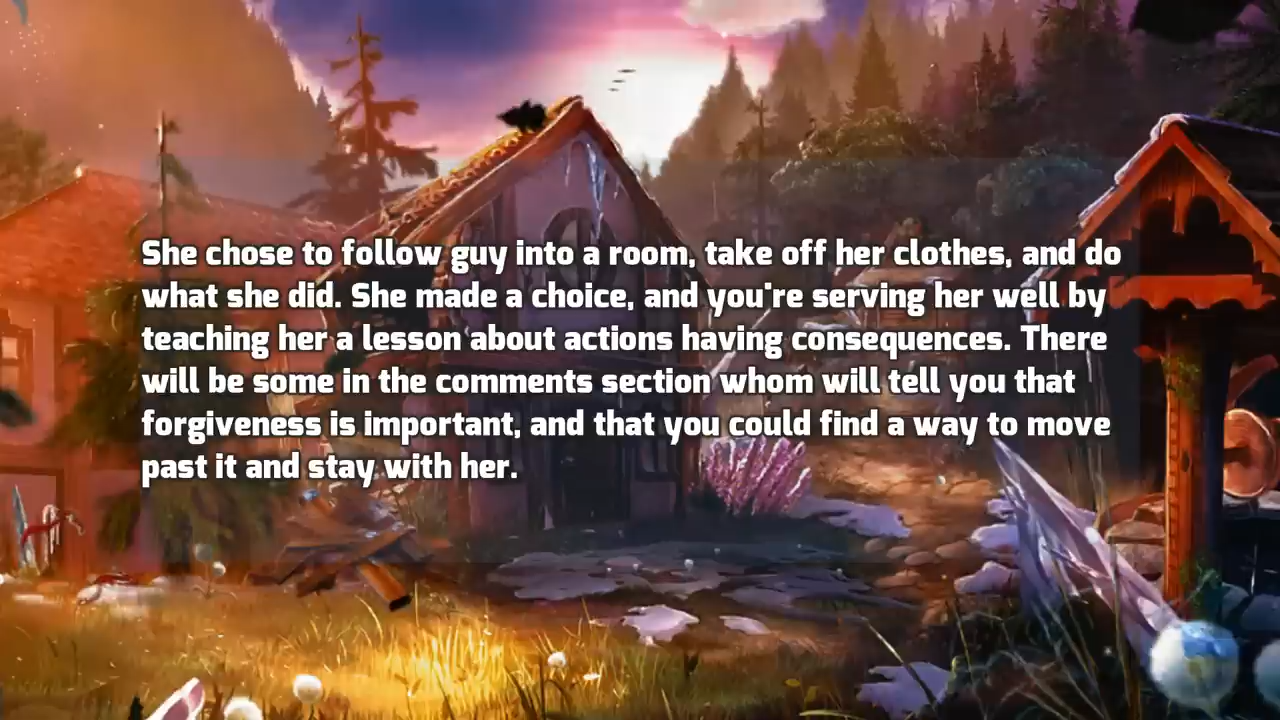 She chose to follow guy into a room, take off her clothes, and do
what she did. She made a choice, and you're serving her well by
teaching her a lesson about actions having consequences. There
will be some in the comments section whom will tell you that
forgiveness is important, and that you could find a way to move
past it and stay with her.